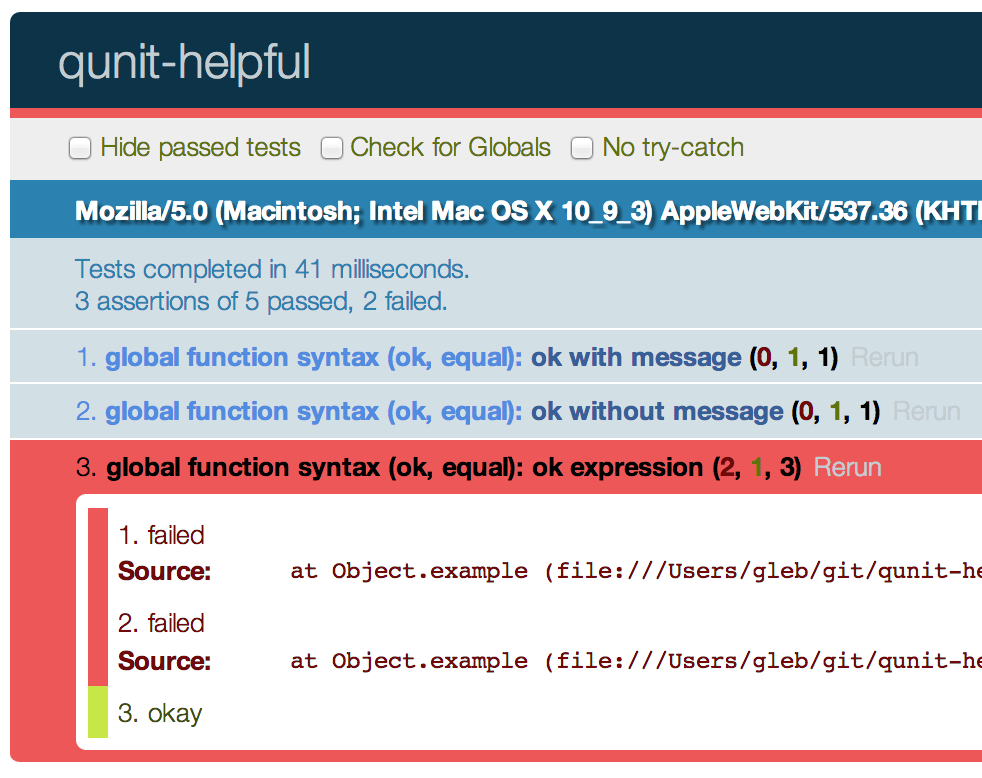 qunit-helpful
Hide passed tests Check for Globals No try-catch
Mozilla/5.0 (Macintosh; Intel Mac OS X 10_9_3) AppleWebKit/537.36 (KHT
Tests completed in 41 milliseconds.
3 assertions of 5 passed, 2 failed.
1. global function syntax (ok, equal): ok with message (0, 1, 1) Rerun
2. global function syntax (ok, equal): ok without message (0, 1, 1) Rerun
3. global function syntax (ok, equal): ok expression (2, 1, 3) Rerun
1. failed
Source: at Object.example (file:///Users/gleb/git/qunit-he
2. failed
Source: at Object.example (file:///Users/gleb/git/qunit-he
3. okay